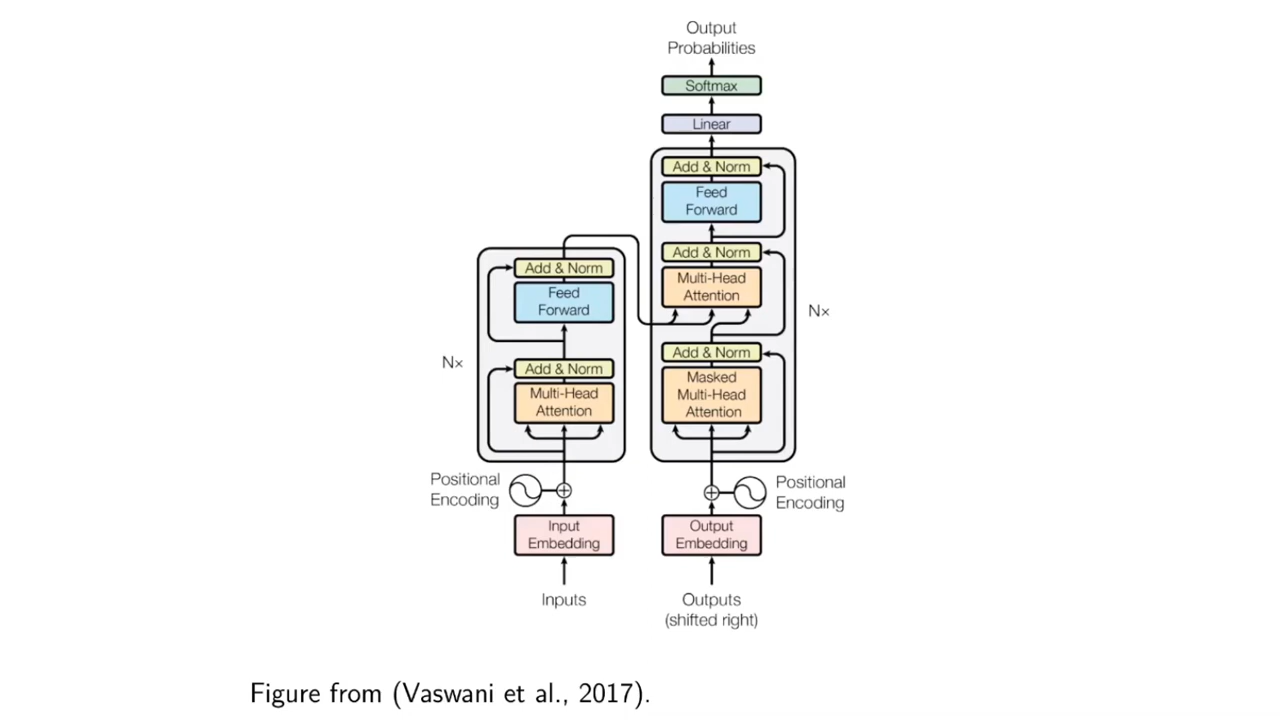 Output
Probabilities
Softmax
Linear
Add & Norm
Feed
Forward
Add & Norm
Multi-Head
Attention
Add & Norm
Masked
Multi-Head
Attention
N×
Add & Norm
Feed
Forward
Add & Norm
Multi-Head
Attention
N×
Positional
Encoding
Positional
Encoding
Input
Embedding
Output
Embedding
Inputs
Outputs
(shifted right)
Figure from (Vaswani et al., 2017).